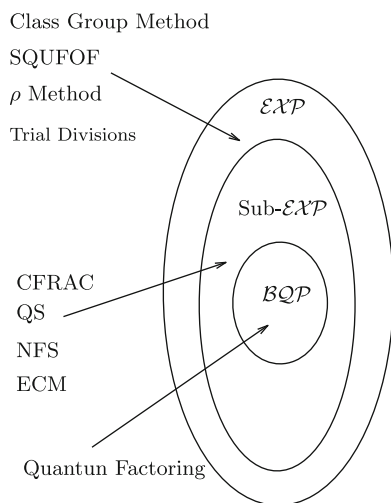 Class Group Method
SQUFOF
ρ Method
Trial Divisions
𝓔𝓧𝓟
Sub-𝓔𝓧𝓟
𝓑𝓠𝓟
CFRAC
QS
NFS
ECM
Quantun Factoring